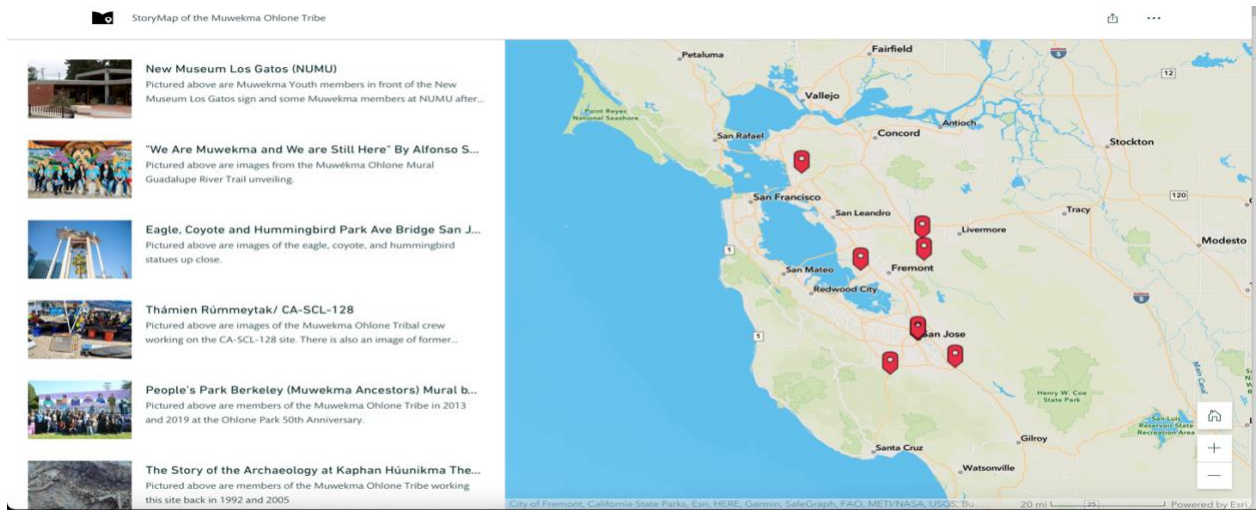 StoryMap of the Muwekma Ohlone Tribe
New Museum Los Gatos (NUMU)
Pictured above are Muwekma Youth members in front of the New
Museum Los Gatos sign and some Muwekma members at NUMU after...
"We Are Muwekma and We are Still Here" By Alfonso S...
Pictured above are images from the Muwékma Ohlone Mural
Guadalupe River Trail unveiling.
Eagle, Coyote and Hummingbird Park Ave Bridge San J...
Pictured above are images of the eagle, coyote, and hummingbird
statues up close.
Thámien Rúmmeytak/ CA-SCL-128
Pictured above are images of the Muwekma Ohlone Tribal crew
working on the CA-SCL-128 site. There is also an image of former...
People's Park Berkeley (Muwekma Ancestors) Mural b...
Pictured above are members of the Muwekma Ohlone Tribe in 2013
and 2019 at the Ohlone Park 50th Anniversary.
The Story of the Archaeology at Kaphan Húunikma The...
Pictured above are members of the Muwekma Ohlone Tribe working
this site back in 1992 and 2005
Petaluma
Fairfield
5
12
Vallejo
Point Reyes
National Seashore
Antioch
San Rafael
Concord
Stockton
San Francisco
120
San Leandro
Tracy
Livermore
Modesto
1
San Mateo
Fremont
Redwood City
5
1
San Jose
Main Canal
Henry W. Coe
State Park
San Luis
Reservoir State
Recreation Area
Gilroy
Santa Cruz
Watsonville
City of Fremont, California State Parks, Esri, HERE, Garmin, SafeGraph, FAO, METI/NASA, USGS, Bu...
20 mi
25
Powered by Esri